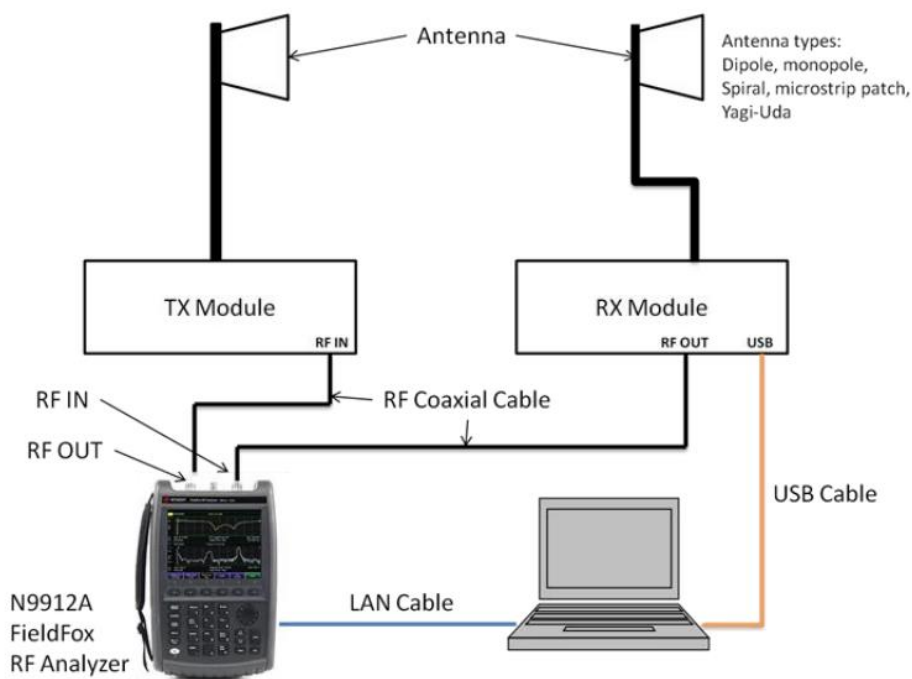 Antenna
Antenna types:
Dipole, monopole,
Spiral, microstrip patch,
Yagi-Uda
TX Module
RF IN
RX Module
RF OUT
USB
RF IN
RF Coaxial Cable
RF OUT
USB Cable
N9912A
FieldFox
RF Analyzer
LAN Cable